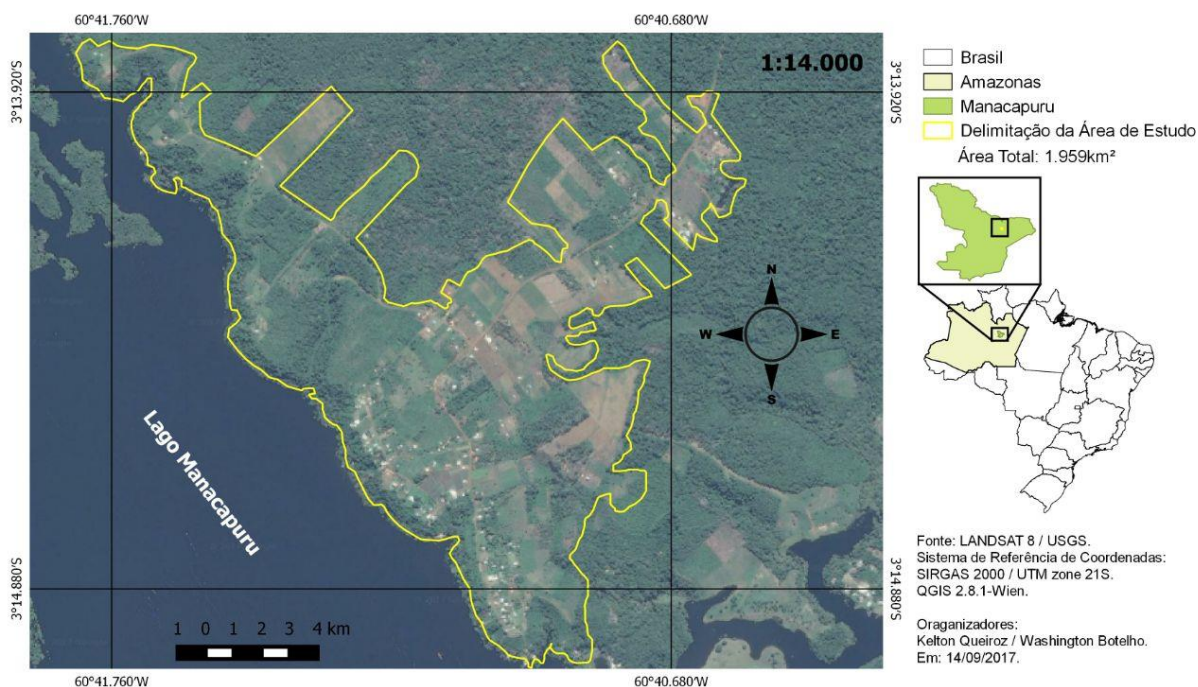 60°41.760'W 60°40.680'W
3°13.920'S
1:14.000
3°13.920'S
N
W E
S
Lago Manacapuru
3°14.880'S
3°14.880'S
1 0 1 2 3 4 km
60°41.760'W 60°40.680'W
Brasil
Amazonas
Manacapuru
Delimitação da Área de Estudo
Área Total: 1.959km²
Fonte: LANDSAT 8 / USGS.
Sistema de Referência de Coordenadas:
SIRGAS 2000 / UTM zone 21S.
QGIS 2.8.1-Wien.
Oraganizadores:
Kelton Queiroz / Washington Botelho.
Em: 14/09/2017.